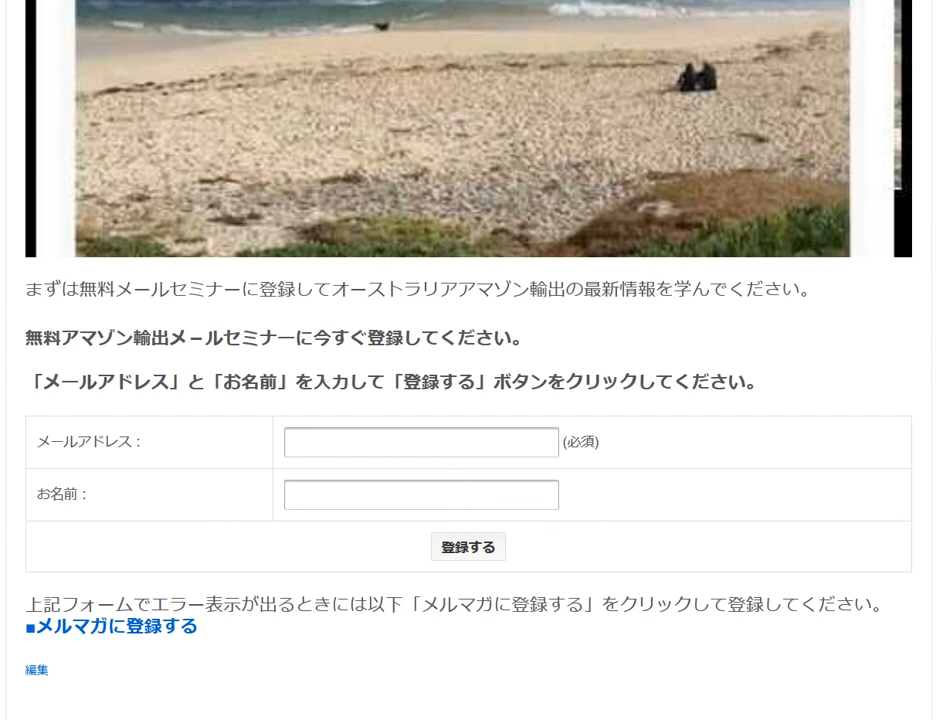 まずは無料メールセミナーに登録してオーストラリアアマゾン輸出の最新情報を学んでください。
無料アマゾン輸出メールセミナーに今すぐ登録してください。
「メールアドレス」と「お名前」を入力して「登録する」ボタンをクリックしてください。
メールアドレス： (必須)
お名前：
登録する
上記フォームでエラー表示が出るときには以下「メルマガに登録する」をクリックして登録してください。
■メルマガに登録する
編集